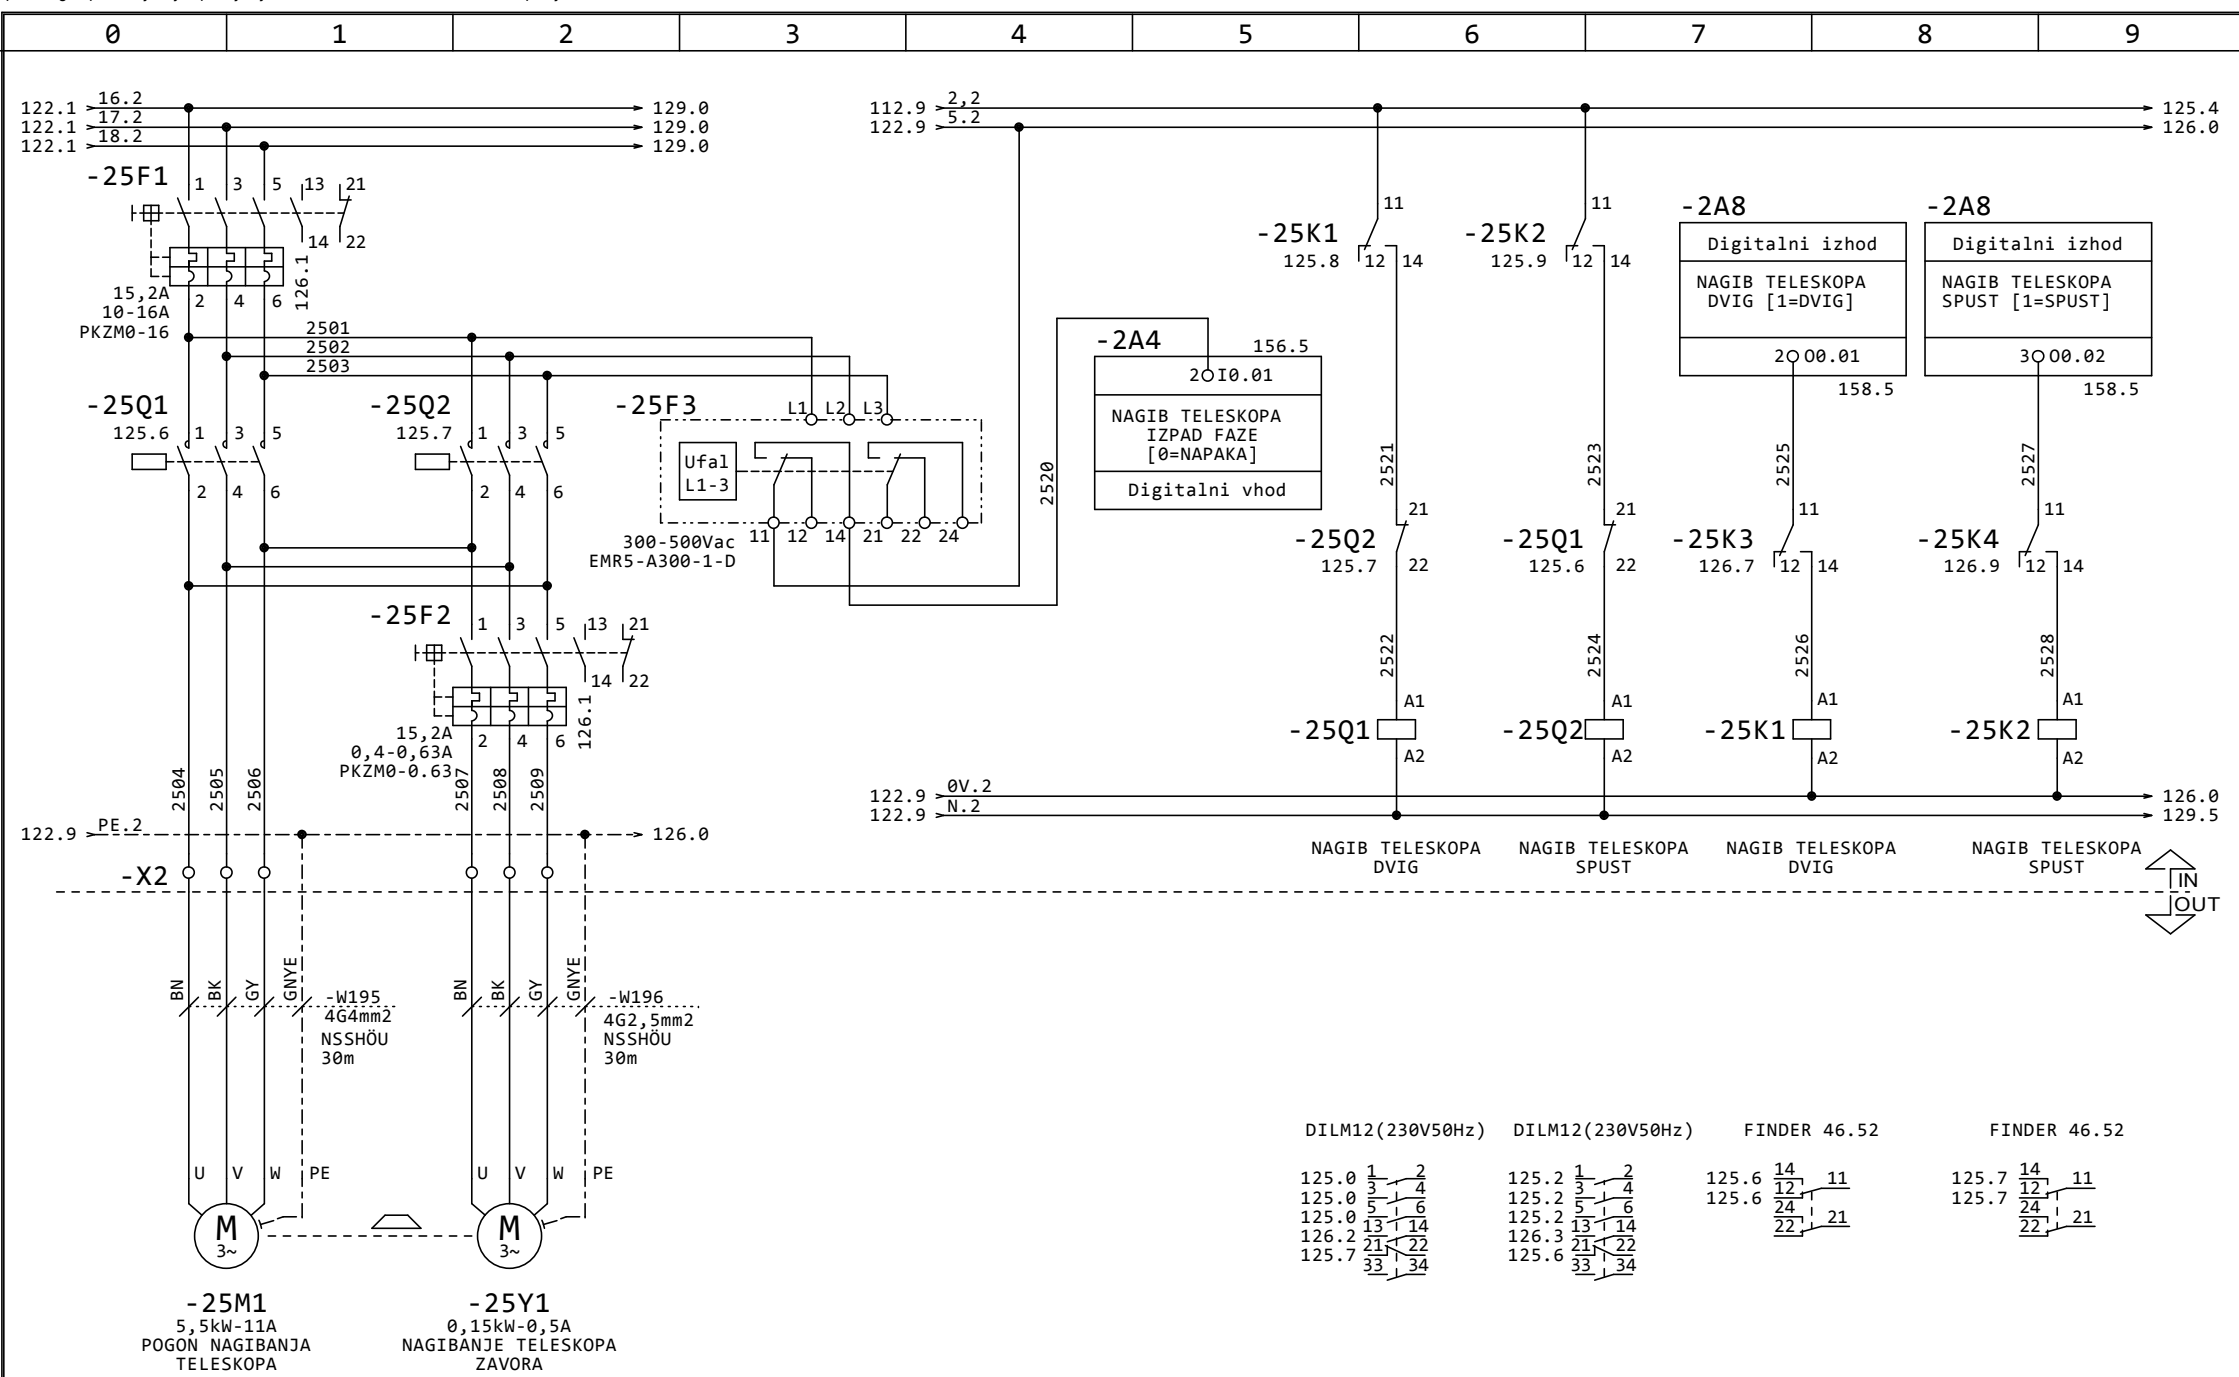 0 1 2 3 4 5 6 7 8 9
122.1 16.2 129.0
122.1 17.2 129.0
122.1 18.2 129.0
112.9 2,2 125.4
122.9 5.2 126.0
-25F1
1 3 5 13 21
14 22
2 4 6
126.1
15,2A
10-16A
PKZM0-16
2501
2502
2503
-25Q1
125.6
1 3 5
2 4 6
-25Q2
125.7
1 3 5
2 4 6
-25F3
L1 L2 L3
Ufal
L1-3
11 12 14 21 22 24
300-500Vac
EMR5-A300-1-D
2520
-2A4
156.5
2 I0.01
NAGIB TELESKOPA
IZPAD FAZE
[0=NAPAKA]
Digitalni vhod
-25K1
125.8
11
12 14
-25K2
125.9
11
12 14
-2A8
Digitalni izhod
NAGIB TELESKOPA
DVIG [1=DVIG]
2 O0.01
158.5
-2A8
Digitalni izhod
NAGIB TELESKOPA
SPUST [1=SPUST]
3 O0.02
158.5
2521
2523
2525
2527
-25Q2
125.7
21
22
-25Q1
125.6
21
22
-25K3
126.7
11
12 14
-25K4
126.9
11
12 14
2522
2524
2526
2528
-25Q1
A1
A2
-25Q2
A1
A2
-25K1
A1
A2
-25K2
A1
A2
-25F2
1 3 5 13 21
14 22
2 4 6
126.1
15,2A
0,4-0,63A
PKZM0-0.63
2504
2505
2506
2507
2508
2509
122.9 0V.2 126.0
122.9 N.2 129.5
122.9 PE.2 126.0
NAGIB TELESKOPA
DVIG
NAGIB TELESKOPA
SPUST
NAGIB TELESKOPA
DVIG
NAGIB TELESKOPA
SPUST
-X2
IN
OUT
BN
BK
GY
GNYE
-W195
4G4mm2
NSSHÖU
30m
BN
BK
GY
GNYE
-W196
4G2,5mm2
NSSHÖU
30m
U V W PE
M
3~
U V W PE
M
3~
-25M1
5,5kW-11A
POGON NAGIBANJA
TELESKOPA
-25Y1
0,15kW-0,5A
NAGIBANJE TELESKOPA
ZAVORA
DILM12(230V50Hz)
125.0 1 2
125.0 3 4
125.0 5 6
126.2 13 14
125.7 21 22
33 34
DILM12(230V50Hz)
125.2 1 2
125.2 3 4
125.2 5 6
126.3 13 14
125.6 21 22
33 34
FINDER 46.52
125.6 14
125.6 12 11
24
22 21
FINDER 46.52
125.7 14
125.7 12 11
24
22 21